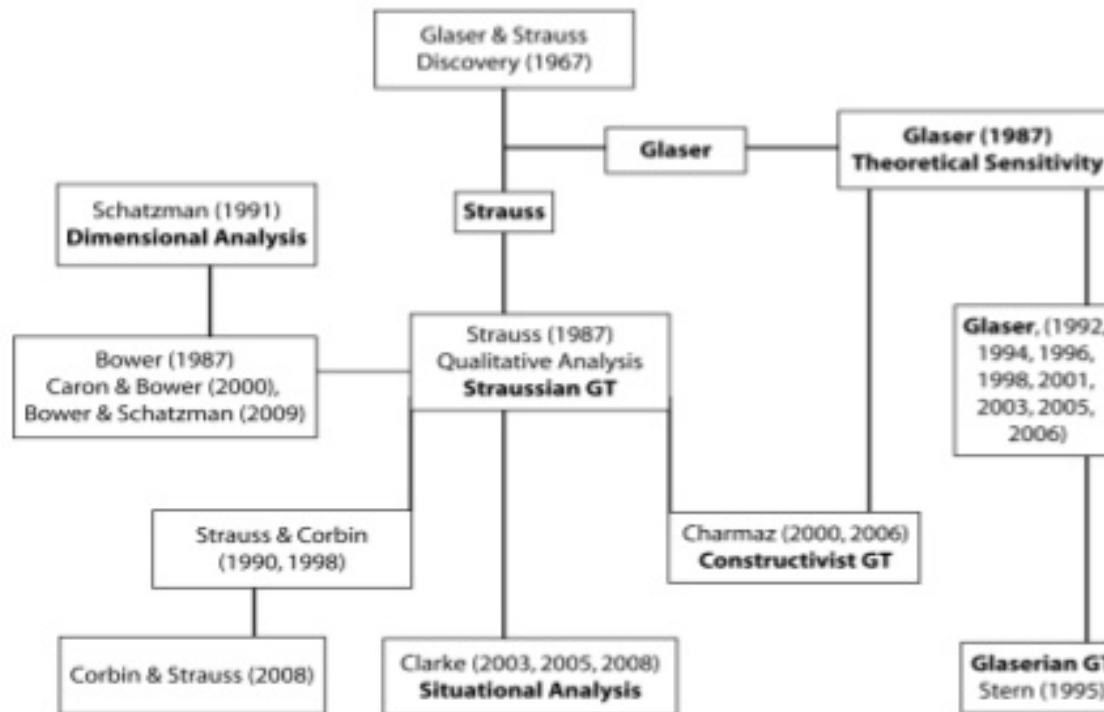 Glaser & Strauss
Discovery (1967)
Glaser
Glaser (1987)
Theoretical Sensitivity
Strauss
Schatzman (1991)
Dimensional Analysis
Strauss (1987)
Qualitative Analysis
Straussian GT
Bower (1987)
Caron & Bower (2000),
Bower & Schatzman (2009)
Glaser, (1992,
1994, 1996,
1998, 2001,
2003, 2005,
2006)
Strauss & Corbin
(1990, 1998)
Charmaz (2000, 2006)
Constructivist GT
Corbin & Strauss (2008)
Clarke (2003, 2005, 2008)
Situational Analysis
Glaserian GT
Stern (1995)